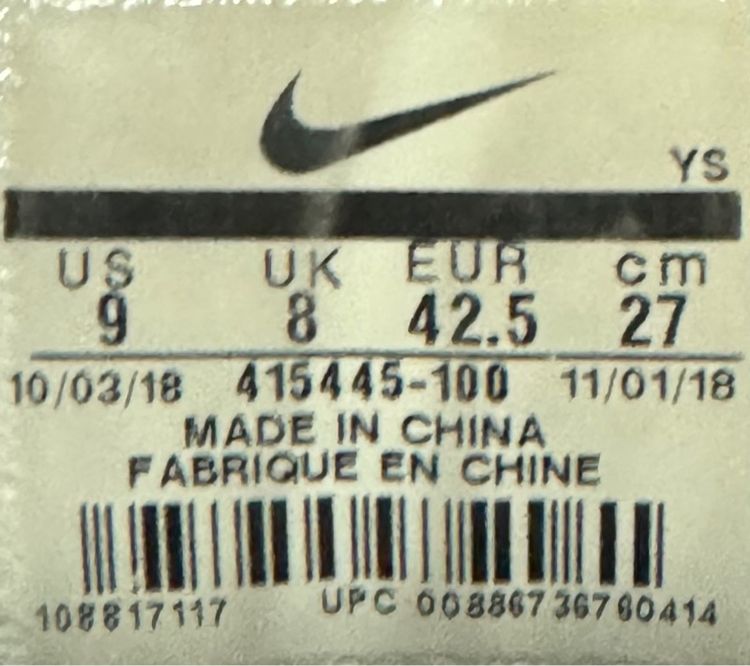 YS
US UK EUR cm
9 8 42.5 27
10/03/18 415445-100 11/01/18
MADE IN CHINA
FABRIQUE EN CHINE
108817117 UPC 00886736760414